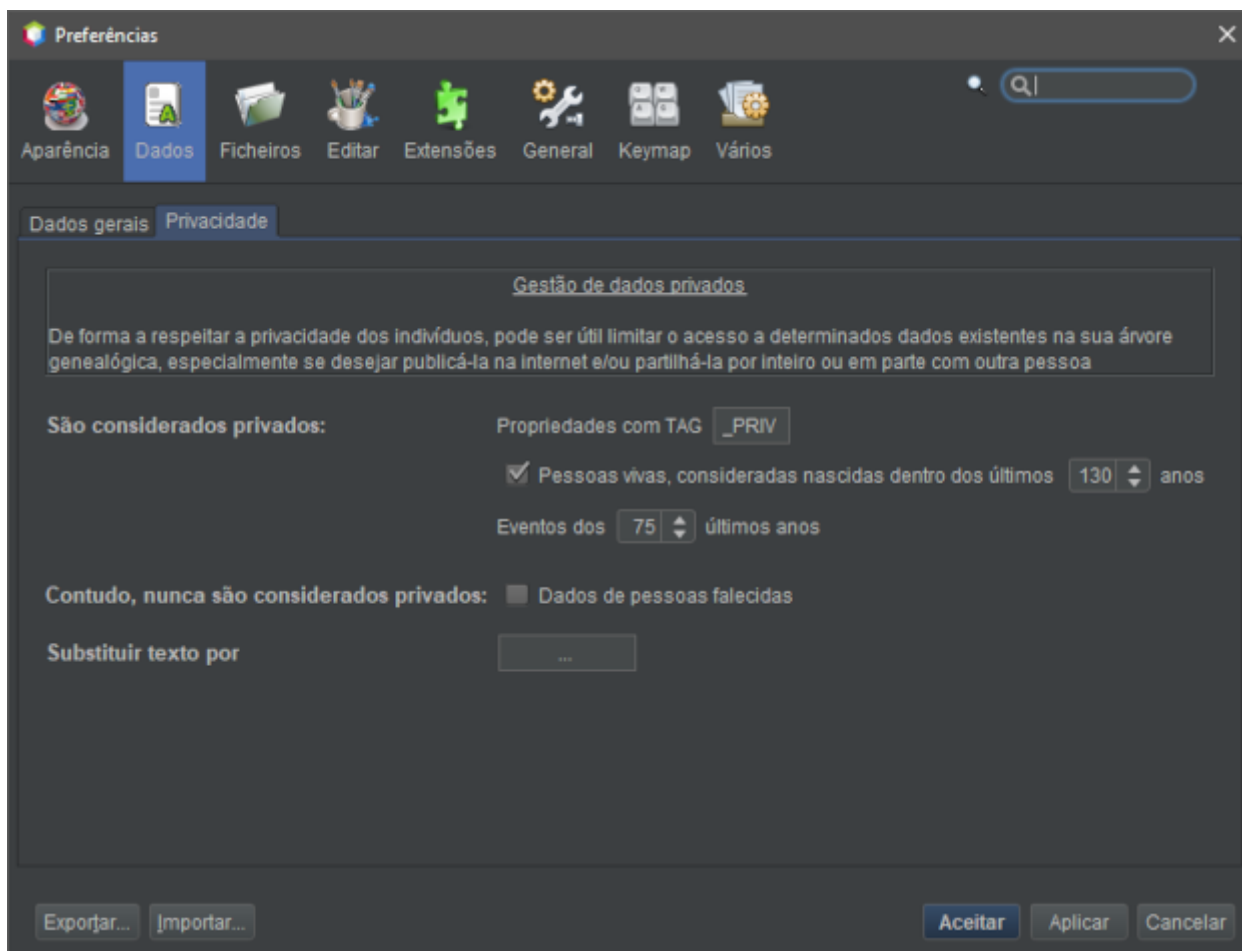 Preferências
Aparência Dados Ficheiros Editar Extensões General Keymap Vários
Dados gerais Privacidade
Gestão de dados privados
De forma a respeitar a privacidade dos indivíduos, pode ser útil limitar o acesso a determinados dados existentes na sua árvore
genealógica, especialmente se desejar publicá-la na internet e/ou partilhá-la por inteiro ou em parte com outra pessoa
São considerados privados: Propriedades com TAG _PRIV
Pessoas vivas, consideradas nascidas dentro dos últimos 130 anos
Eventos dos 75 últimos anos
Contudo, nunca são considerados privados: Dados de pessoas falecidas
Substituir texto por ...
Exportar... Importar... Aceitar Aplicar Cancelar